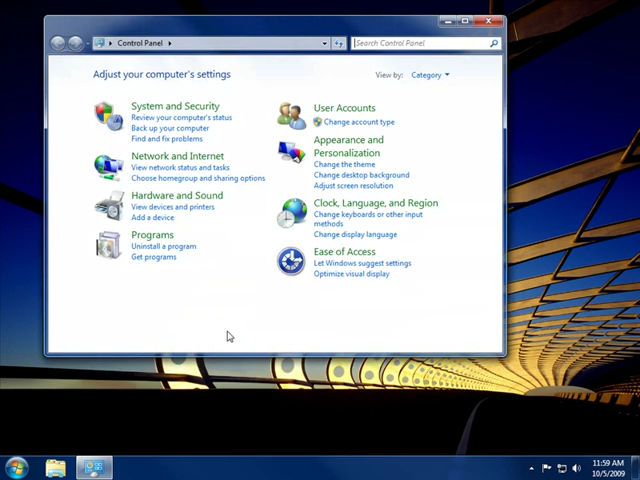 Control Panel
Search Control Panel
Adjust your computer's settings
View by: Category
System and Security
Review your computer's status
Back up your computer
Find and fix problems
Network and Internet
View network status and tasks
Choose homegroup and sharing options
Hardware and Sound
View devices and printers
Add a device
Programs
Uninstall a program
Get programs
User Accounts
Change account type
Appearance and
Personalization
Change the theme
Change desktop background
Adjust screen resolution
Clock, Language, and Region
Change keyboards or other input
methods
Change display language
Ease of Access
Let Windows suggest settings
Optimize visual display
11:59 AM
10/5/2009